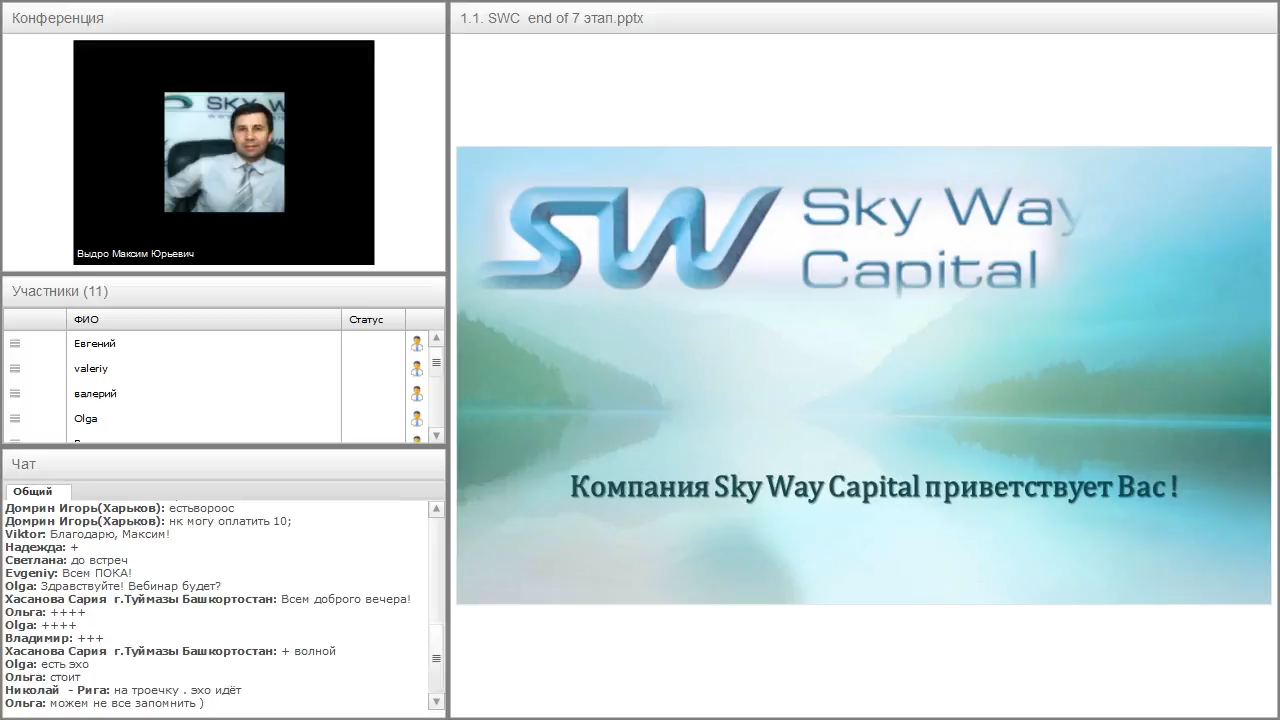 Конференция
Выдро Максим Юрьевич
Участники (11)
ФИО Статус
Евгений
valeriy
валерий
Olga
Чат
Общий
Домрин Игорь(Харьков): естьвороос
Домрин Игорь(Харьков): нк могу оплатить 10;
Viktor: Благодарю, Максим!
Надежда: +
Светлана: до встреч
Evgeniy: Всем ПОКА!
Olga: Здравствуйте! Вебинар будет?
Хасанова Сария г.Туймазы Башкортостан: Всем доброго вечера!
Ольга: ++++
Olga: ++++
Владимир: +++
Хасанова Сария г.Туймазы Башкортостан: + волной
Olga: есть эхо
Ольга: стоит
Николай - Рига: на троечку . эхо идёт
Ольга: можем не все запомнить )
1.1. SWC end of 7 этап.pptx
SW Sky Way
Capital
Компания Sky Way Capital приветствует Вас !